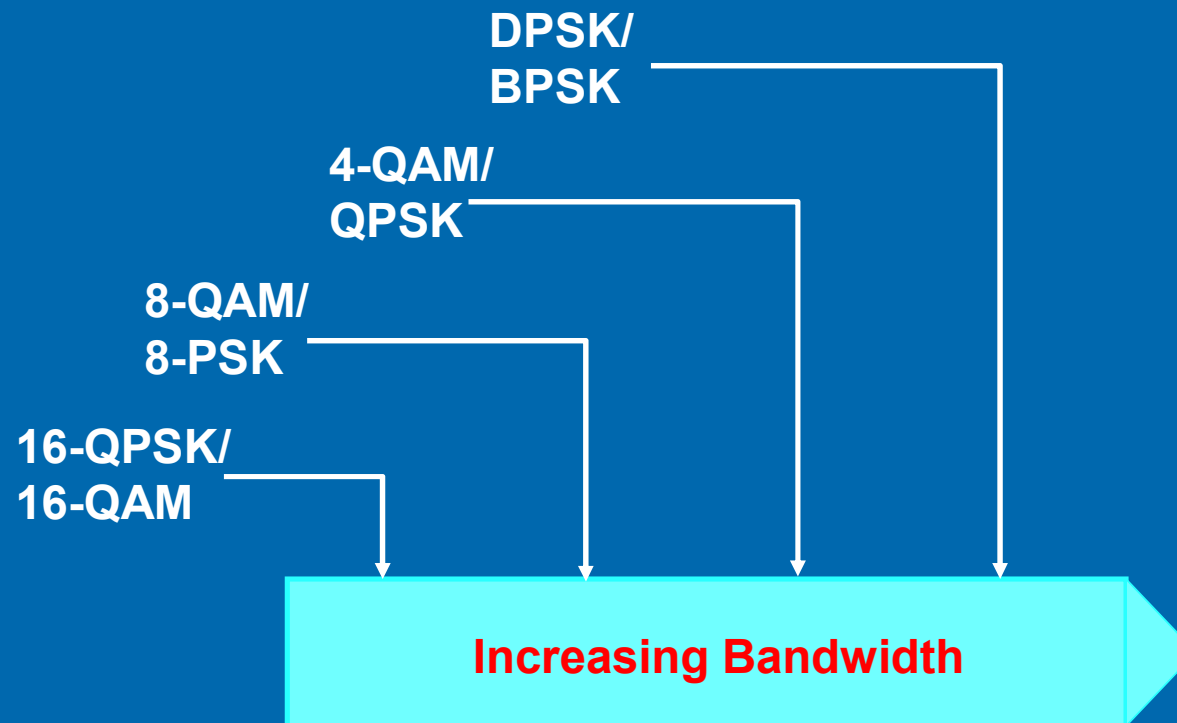 DPSK/
BPSK
4-QAM/
QPSK
8-QAM/
8-PSK
16-QPSK/
16-QAM
Increasing Bandwidth